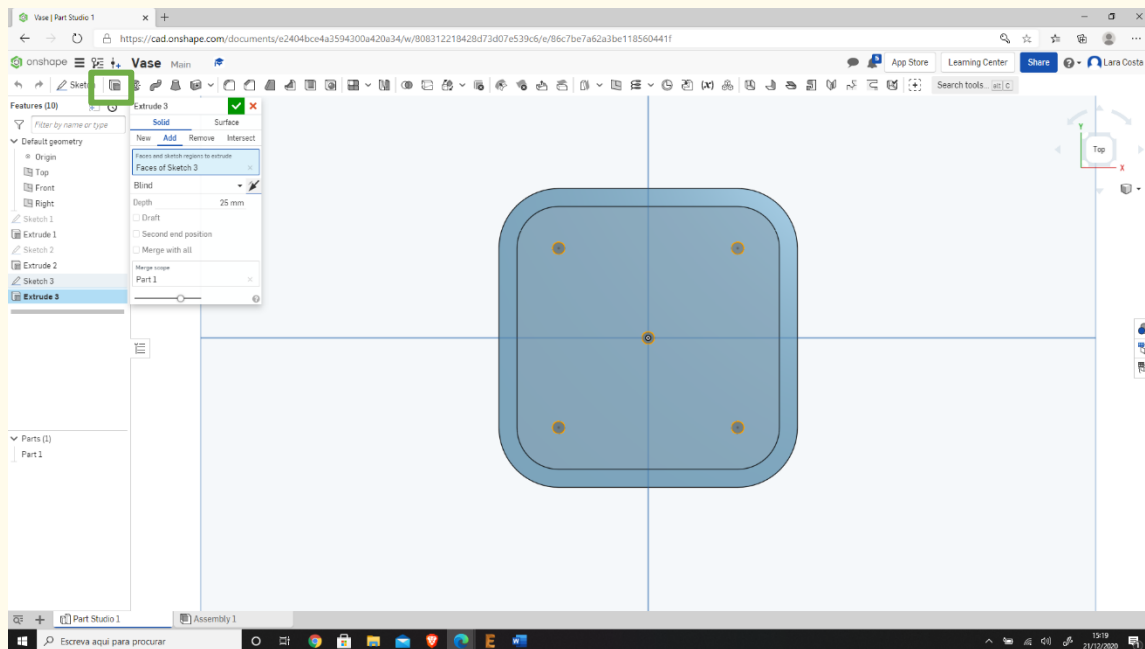 Vase | Part Studio 1
https://cad.onshape.com/documents/e2404bce4a3594300a420a34/w/808312218428d73d07e539c6/e/86c7be7a62a3be118560441f
onshape Vase Main App Store Learning Center Share Lara Costa
Sketch Search tools... alt C
Features (10)
Filter by name or type
Default geometry
Origin
Top
Front
Right
Sketch 1
Extrude 1
Sketch 2
Extrude 2
Sketch 3
Extrude 3
Extrude 3
Solid Surface
New Add Remove Intersect
Faces and sketch regions to extrude
Faces of Sketch 3
Blind
Depth 25 mm
Draft
Second end position
Merge with all
Merge scope
Part 1
Y
Top
X
Parts (1)
Part 1
Part Studio 1 Assembly 1
Escreva aqui para procurar
15:19
21/12/2020